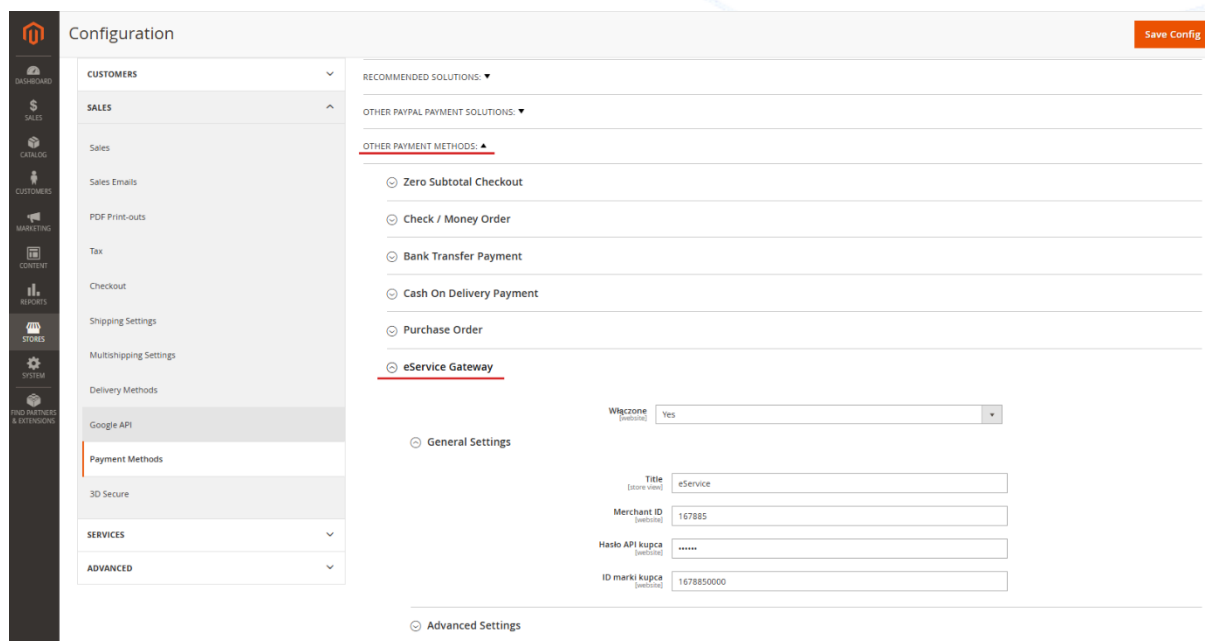 Configuration
Save Config
DASHBOARD
SALES
CATALOG
CUSTOMERS
MARKETING
CONTENT
REPORTS
STORES
SYSTEM
FIND PARTNERS
& EXTENSIONS
CUSTOMERS
SALES
Sales
Sales Emails
PDF Print-outs
Tax
Checkout
Shipping Settings
Multishipping Settings
Delivery Methods
Google API
Payment Methods
3D Secure
SERVICES
ADVANCED
RECOMMENDED SOLUTIONS:
OTHER PAYPAL PAYMENT SOLUTIONS:
OTHER PAYMENT METHODS:
Zero Subtotal Checkout
Check / Money Order
Bank Transfer Payment
Cash On Delivery Payment
Purchase Order
eService Gateway
Włączone Yes
[website]
General Settings
Title eService
[store view]
Merchant ID 167885
[website]
Hasło API kupca ••••••
[website]
ID marki kupca 1678850000
[website]
Advanced Settings